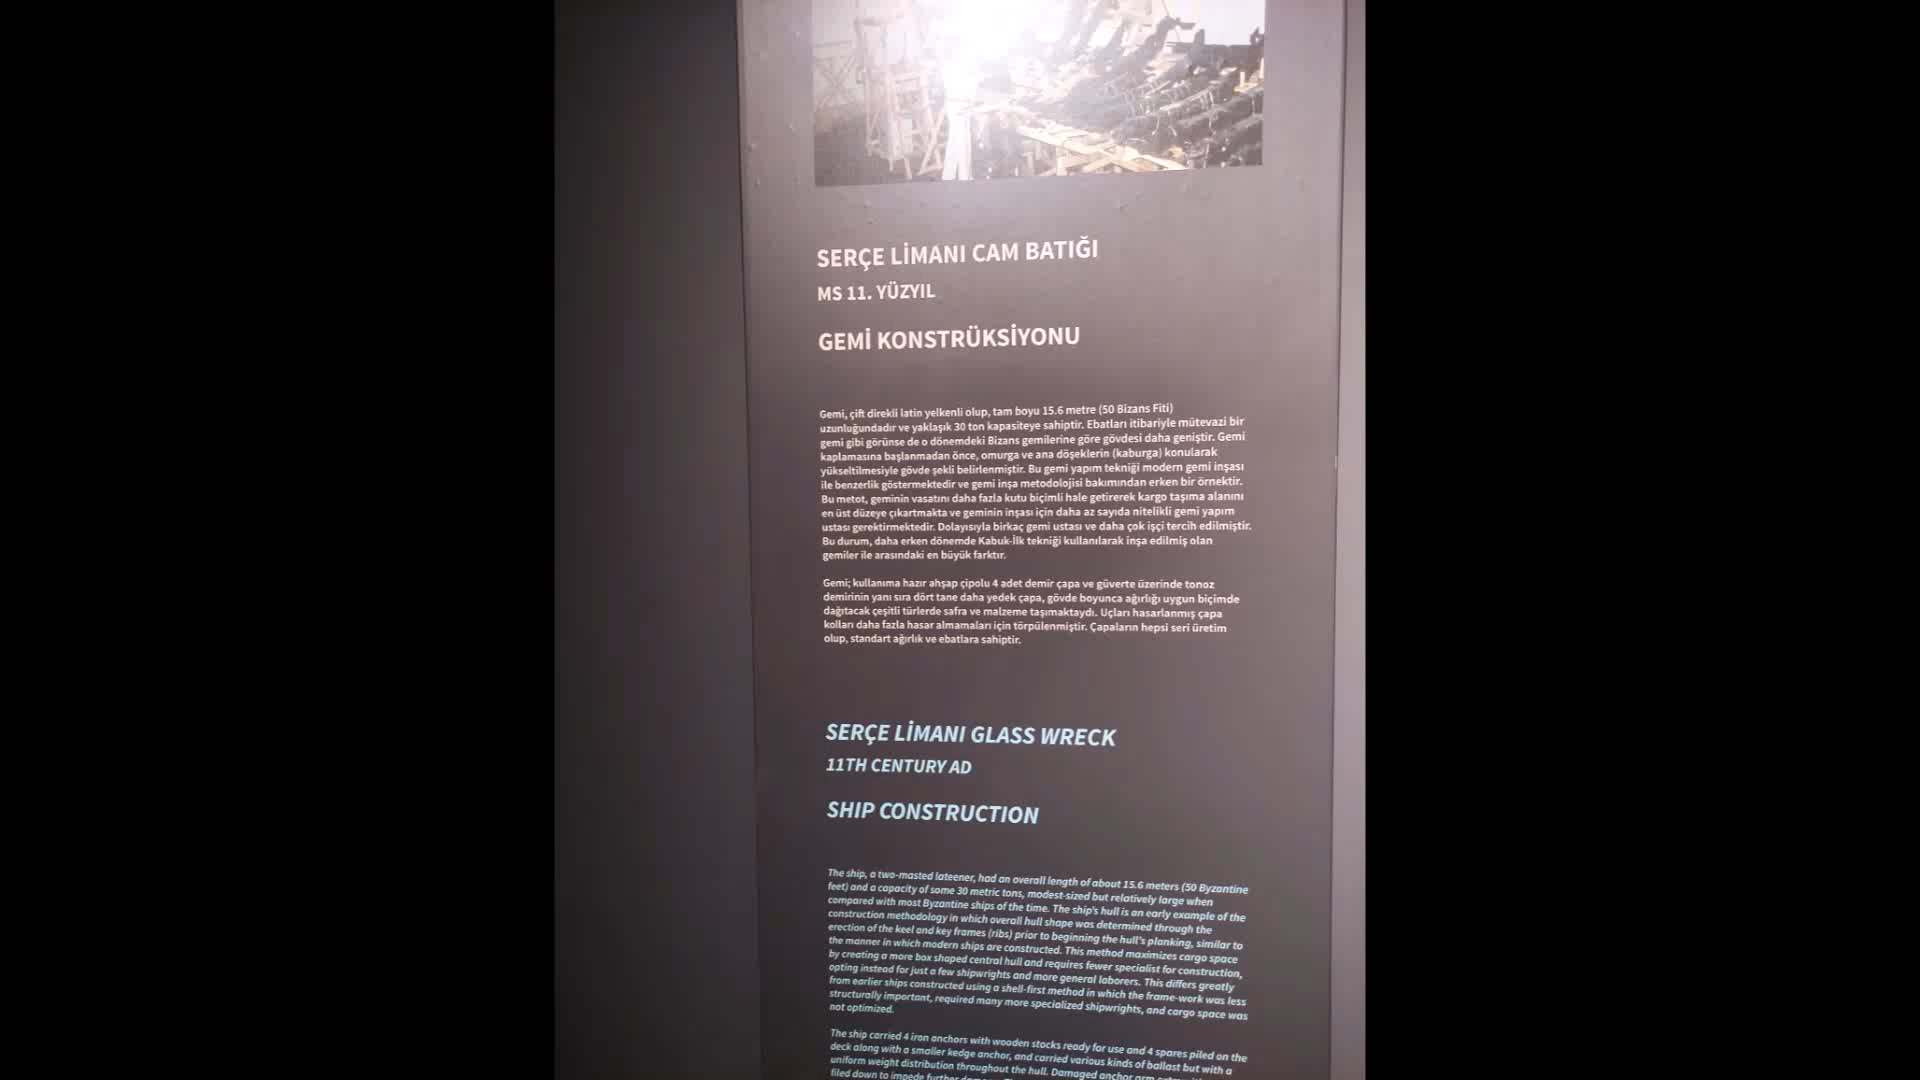 SERÇE LİMANI CAM BATIĞI
MS 11. YÜZYIL
GEMİ KONSTRÜKSİYONU
Gemi, çift direkli latin yelkenli olup, tam boyu 15.6 metre (50 Bizans Fiti)
uzunluğundadır ve yaklaşık 30 ton kapasiteye sahiptir. Ebatları itibariyle mütevazi bir
gemi gibi görünse de o dönemdeki Bizans gemilerine göre gövdesi daha geniştir. Gemi
kaplamasına başlanmadan önce, omurga ve ana döşeklerin (kaburga) konularak
yükseltilmesiyle gövde şekli belirlenmiştir. Bu gemi yapım tekniği modern gemi inşası
ile benzerlik göstermektedir ve gemi inşa metodolojisi bakımından erken bir örnektir.
Bu metot, geminin vasatını daha fazla kutu biçimli hale getirerek kargo taşıma alanını
en üst düzeye çıkartmakta ve geminin inşası için daha az sayıda nitelikli gemi yapım
ustası gerektirmektedir. Dolayısıyla birkaç gemi ustası ve daha çok işçi tercih edilmiştir.
Bu durum, daha erken dönemde Kabuk-İlk tekniği kullanılarak inşa edilmiş olan
gemiler ile arasındaki en büyük farktır.
Gemi; kullanıma hazır ahşap çipolu 4 adet demir çapa ve güverte üzerinde tonoz
demirinin yanı sıra dört tane daha yedek çapa, gövde boyunca ağırlığı uygun biçimde
dağıtacak çeşitli türlerde safra ve malzeme taşımaktaydı. Uçları hasarlanmış çapa
kolları daha fazla hasar almamaları için törpülenmiştir. Çapaların hepsi seri üretim
olup, standart ağırlık ve ebatlara sahiptir.
SERÇE LİMANI GLASS WRECK
11TH CENTURY AD
SHIP CONSTRUCTION
The ship, a two-masted lateener, had an overall length of about 15.6 meters (50 Byzantine
feet) and a capacity of some 30 metric tons, modest-sized but relatively large when
compared with most Byzantine ships of the time. The ship's hull is an early example of the
construction methodology in which overall hull shape was determined through the
erection of the keel and key frames (ribs) prior to beginning the hull's planking, similar to
the manner in which modern ships are constructed. This method maximizes cargo space
by creating a more box shaped central hull and requires fewer specialist for construction,
opting instead for just a few shipwrights and more general laborers. This differs greatly
from earlier ships constructed using a shell-first method in which the frame-work was less
structurally important, required many more specialized shipwrights, and cargo space was
not optimized.
The ship carried 4 iron anchors with wooden stocks ready for use and 4 spares piled on the
deck along with a smaller kedge anchor, and carried various kinds of ballast but with a
uniform weight distribution throughout the hull. Damaged anchor arm
filed down to impede further